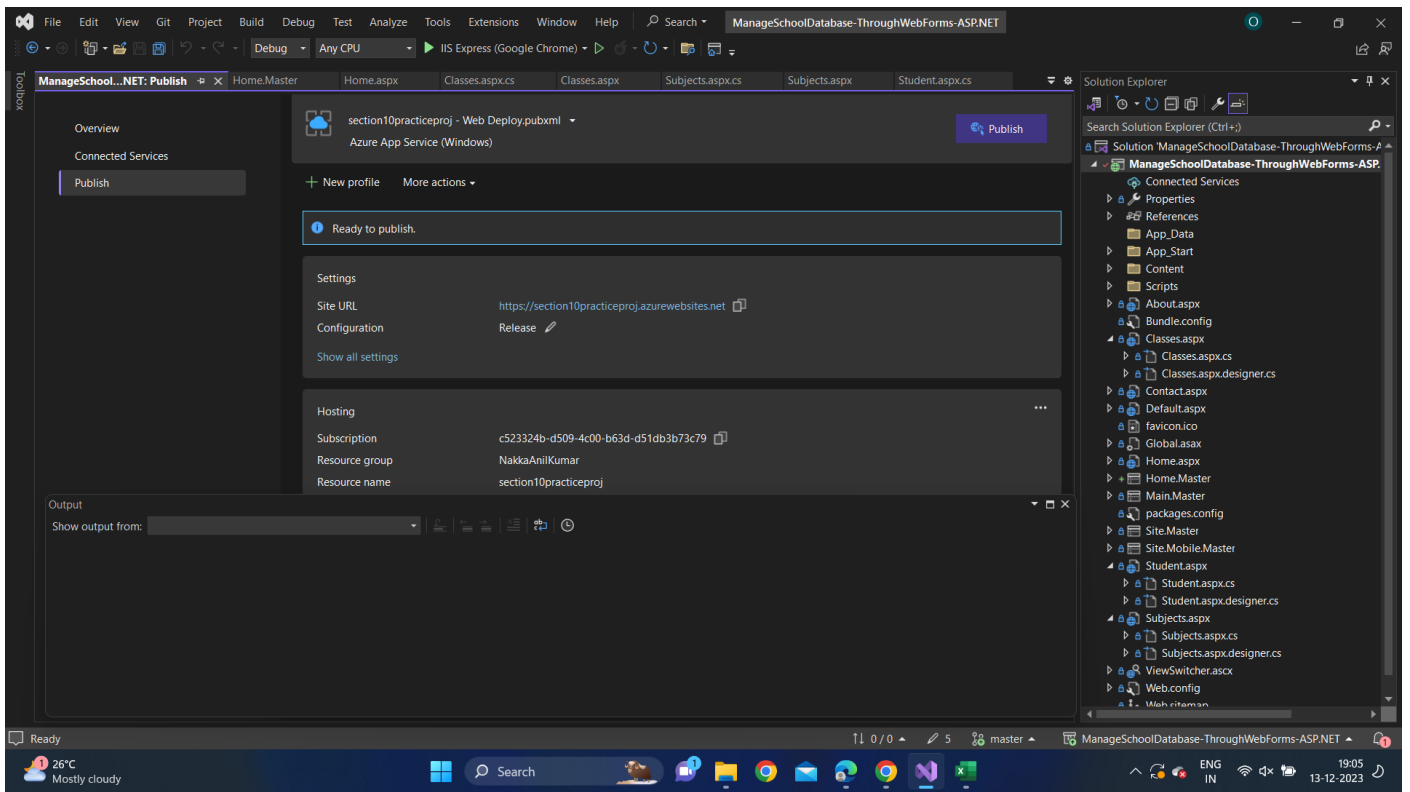 File Edit View Git Project Build Debug Test Analyze Tools Extensions Window Help Search ManageSchoolDatabase-ThroughWebForms-ASP.NET O
Debug Any CPU IIS Express (Google Chrome)
Toolbox
ManageSchool...NET: Publish Home.Master Home.aspx Classes.aspx.cs Classes.aspx Subjects.aspx.cs Subjects.aspx Student.aspx.cs
Overview
Connected Services
Publish
section10practiceproj - Web Deploy.pubxml
Azure App Service (Windows)
Publish
New profile More actions
Ready to publish.
Settings
Site URL https://section10practiceproj.azurewebsites.net
Configuration Release
Show all settings
Hosting
Subscription c523324b-d509-4c00-b63d-d51db3b73c79
Resource group NakkaAnilKumar
Resource name section10practiceproj
Output
Show output from:
Solution Explorer
Search Solution Explorer (Ctrl+;)
Solution 'ManageSchoolDatabase-ThroughWebForms-A
ManageSchoolDatabase-ThroughWebForms-ASP.
Connected Services
Properties
References
App_Data
App_Start
Content
Scripts
About.aspx
Bundle.config
Classes.aspx
Classes.aspx.cs
Classes.aspx.designer.cs
Contact.aspx
Default.aspx
favicon.ico
Global.asax
Home.aspx
Home.Master
Main.Master
packages.config
Site.Master
Site.Mobile.Master
Student.aspx
Student.aspx.cs
Student.aspx.designer.cs
Subjects.aspx
Subjects.aspx.cs
Subjects.aspx.designer.cs
ViewSwitcher.ascx
Web.config
Web.sitemap
Ready 0 / 0 5 master ManageSchoolDatabase-ThroughWebForms-ASP.NET 1
1 26°C
Mostly cloudy
Search
ENG
IN
19:05
13-12-2023